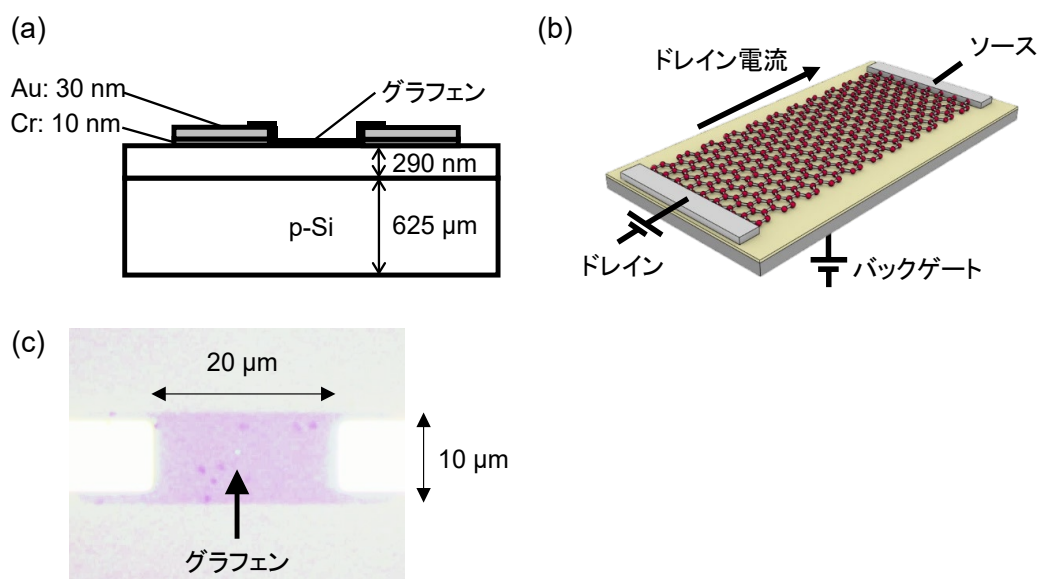 (a)
Au: 30 nm
Cr: 10 nm
グラフェン
290 nm
p-Si
625 µm
(b)
ドレイン電流
ソース
ドレイン
バックゲート
(c)
20 µm
10 µm
グラフェン